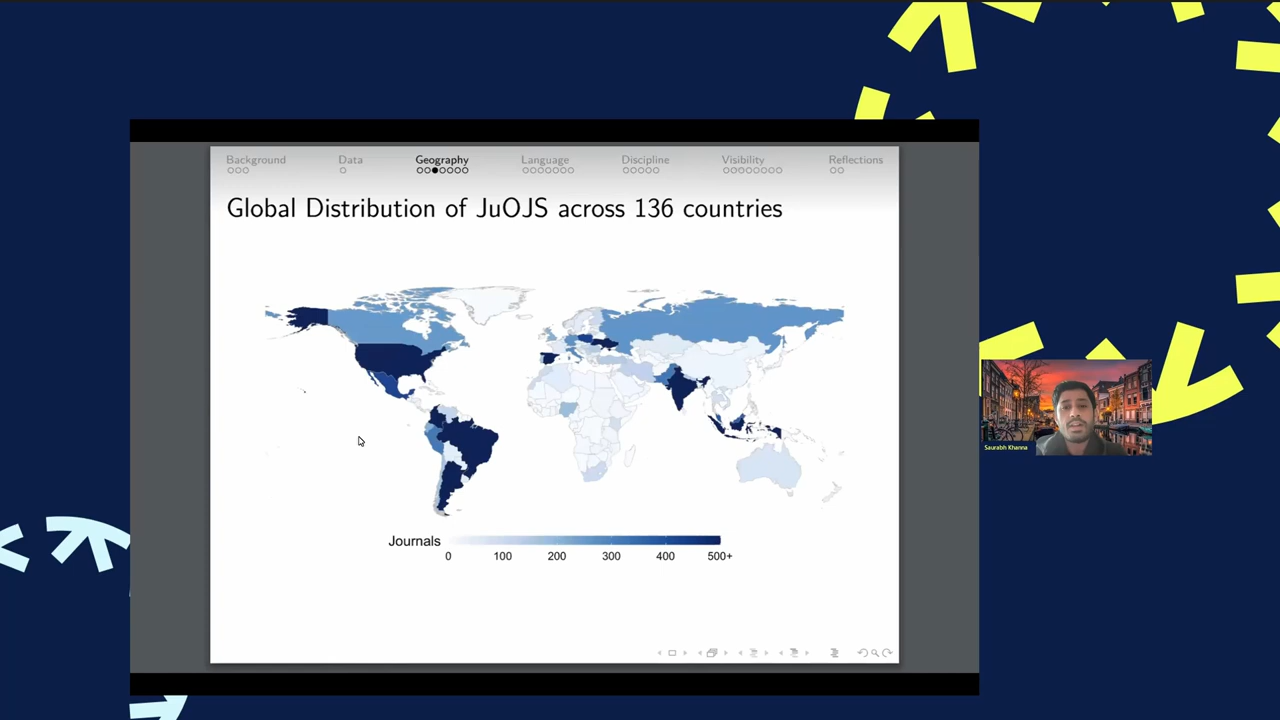 Background Data Geography Language Discipline Visibility Reflections
Global Distribution of JuOJS across 136 countries
Journals
0 100 200 300 400 500+
Saurabh Khanna